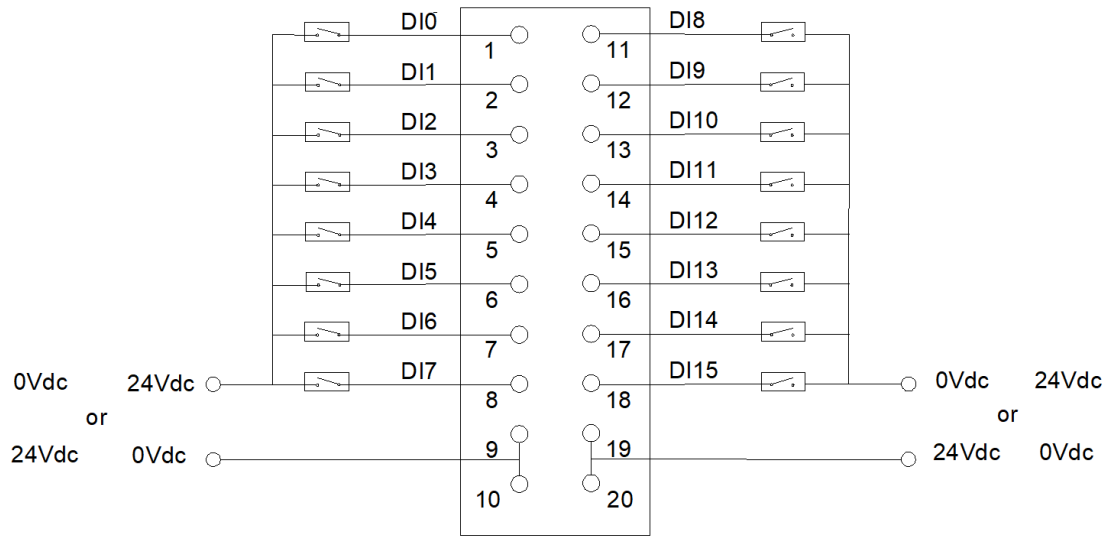 DI0 DI8
1 11
DI1 DI9
2 12
DI2 DI10
3 13
DI3 DI11
4 14
DI4 DI12
5 15
DI5 DI13
6 16
DI6 DI14
7 17
0Vdc 24Vdc DI7 DI15 0Vdc 24Vdc
8 18
or or
24Vdc 0Vdc 9 19 24Vdc 0Vdc
10 20